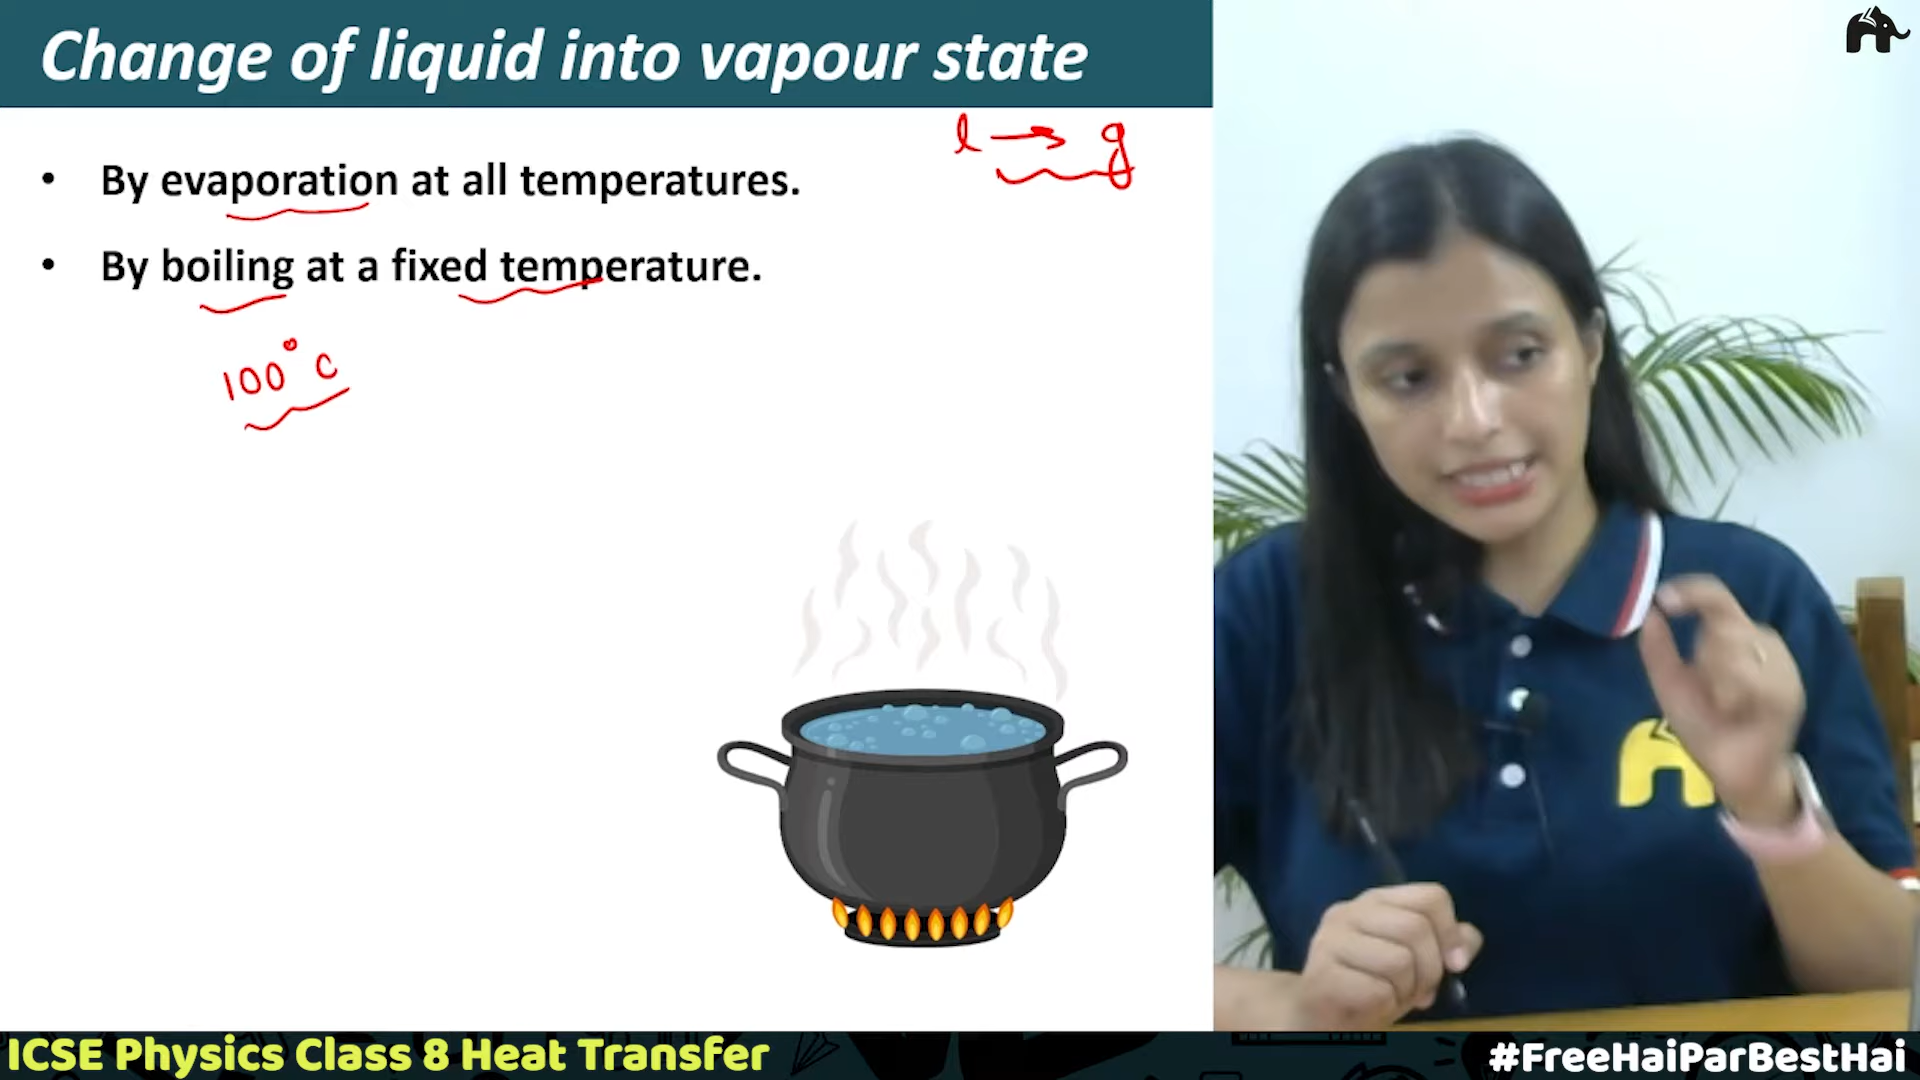 Change of liquid into vapour state
l → g
• By evaporation at all temperatures.
• By boiling at a fixed temperature.
100° C
ICSE Physics Class 8 Heat Transfer
#FreeHaiParBestHai